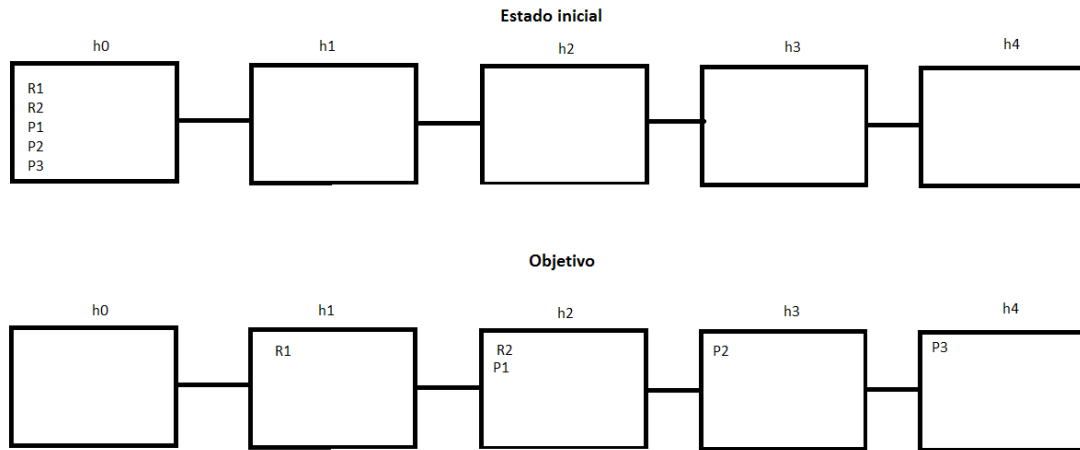 Estado inicial
h0 h1 h2 h3 h4
R1
R2
P1
P2
P3
Objetivo
h0 h1 h2 h3 h4
R1
R2
P1
P2
P3